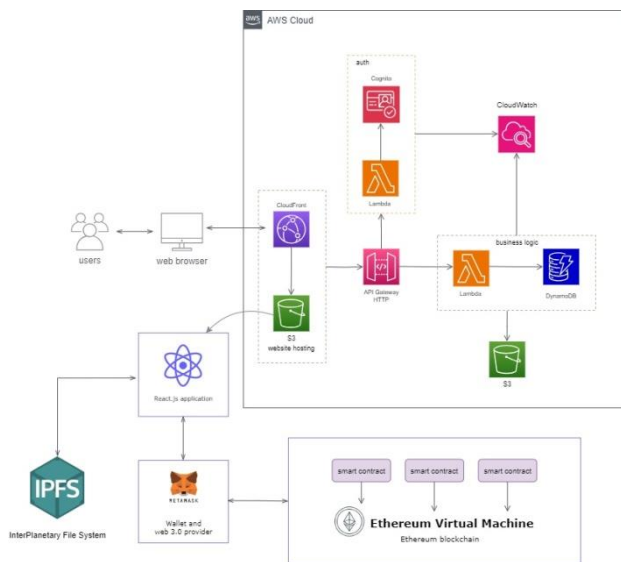 aws
AWS Cloud
auth
Cognito
CloudWatch
Lambda
CloudFront
users
web browser
API Gateway
HTTP
business logic
Lambda
DynamoDB
S3
website hosting
S3
React.js application
IPFS
InterPlanetary File System
METAMASK
Wallet and
web 3.0 provider
smart contract
smart contract
smart contract
Ethereum Virtual Machine
Ethereum blockchain